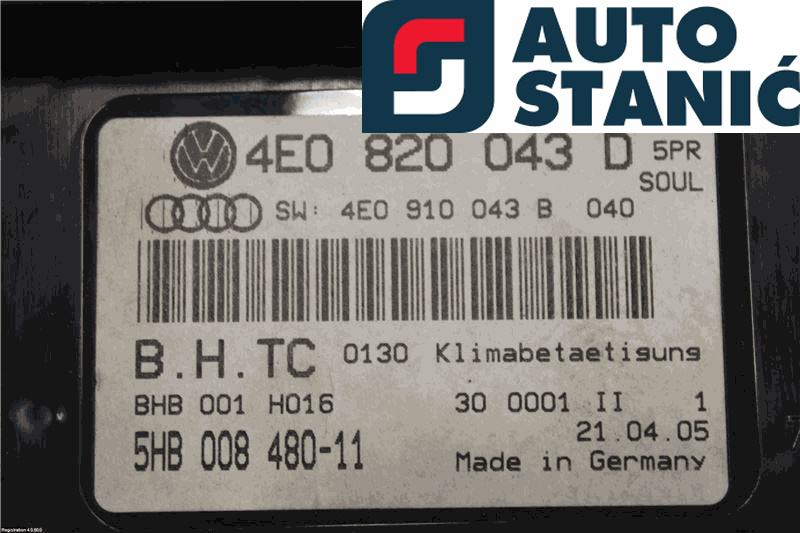 AUTO
STANIĆ
4E0 820 043 D 5PR
SOUL
SW: 4E0 910 043 B 040
B.H.TC 0130 Klimabetaetigung
BHB 001 H016 30 0001 II 1
21.04.05
5HB 008 480-11 Made in Germany